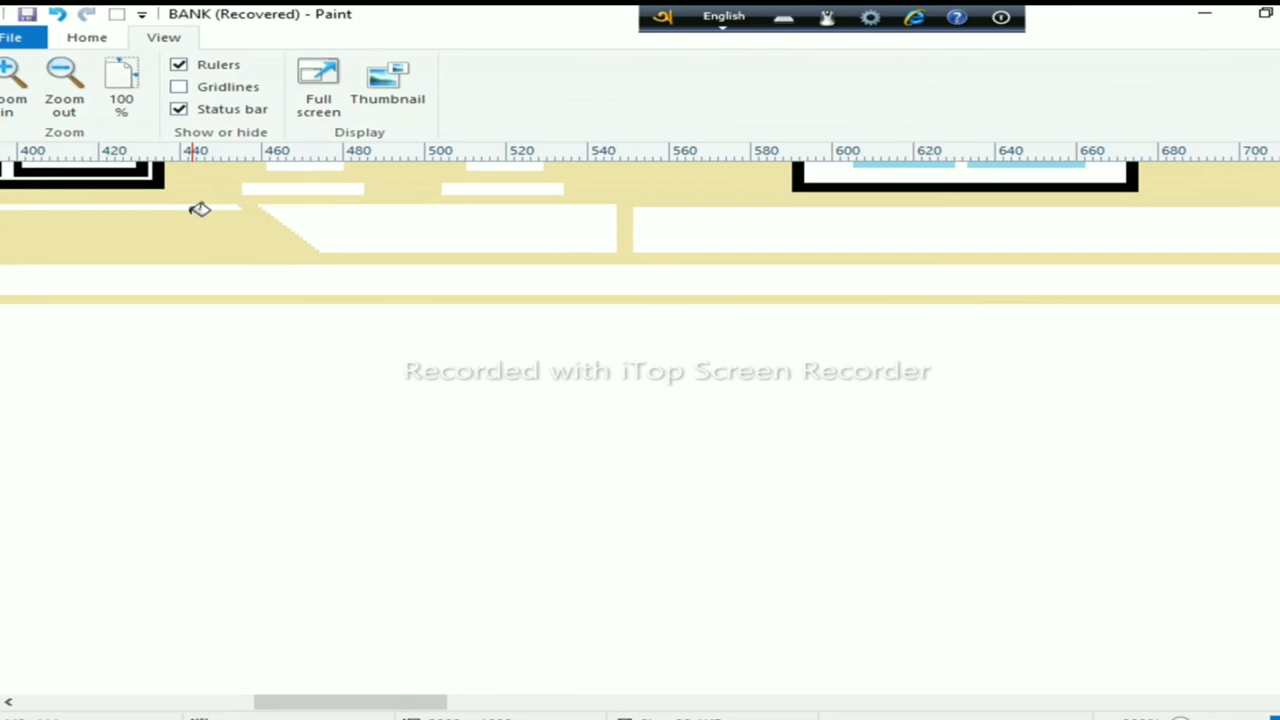 BANK (Recovered) - Paint
অ English
File Home View
Rulers
Gridlines
Status bar
Zoom out
100 %
Full screen
Thumbnail
Zoom Show or hide Display
400 420 440 460 480 500 520 540 560 580 600 620 640 660 680 700
Recorded with iTop Screen Recorder